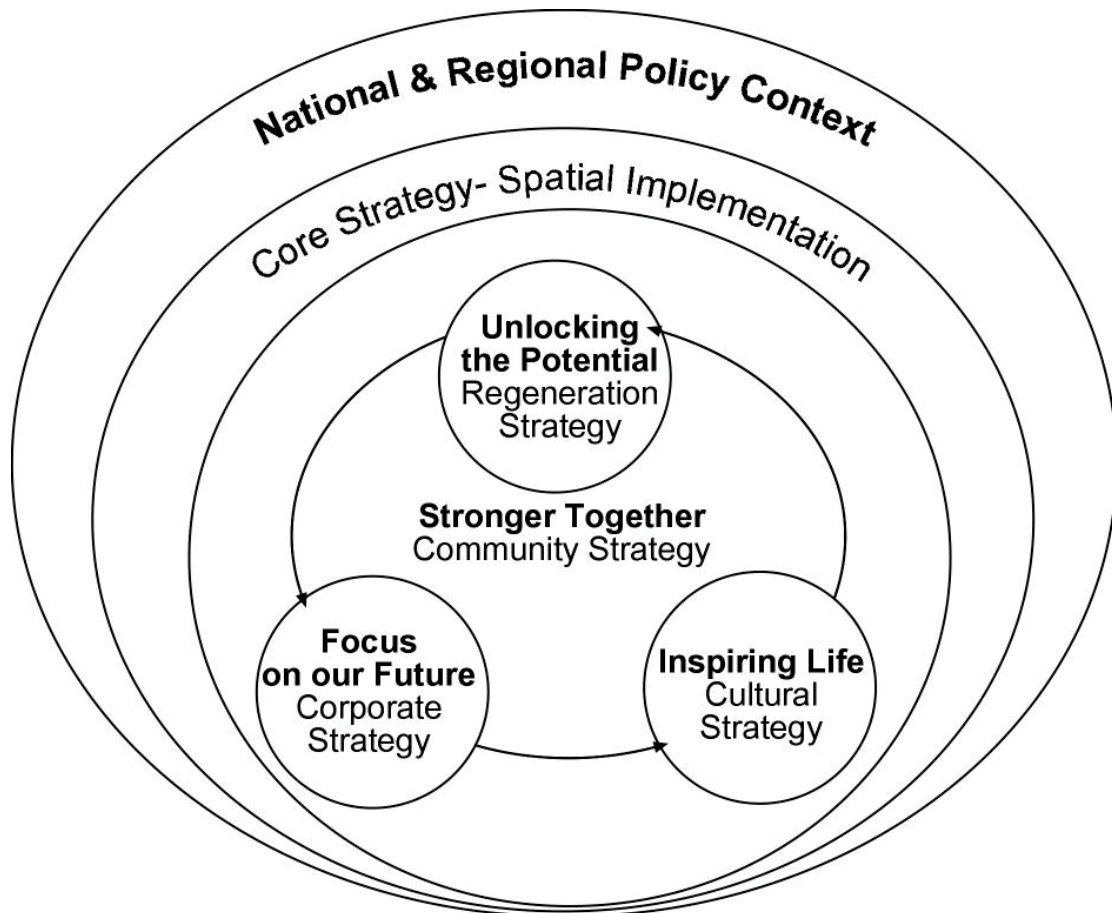 National & Regional Policy Context
Core Strategy- Spatial Implementation
Unlocking
the Potential
Regeneration
Strategy
Stronger Together
Community Strategy
Focus
on our Future
Corporate
Strategy
Inspiring Life
Cultural
Strategy